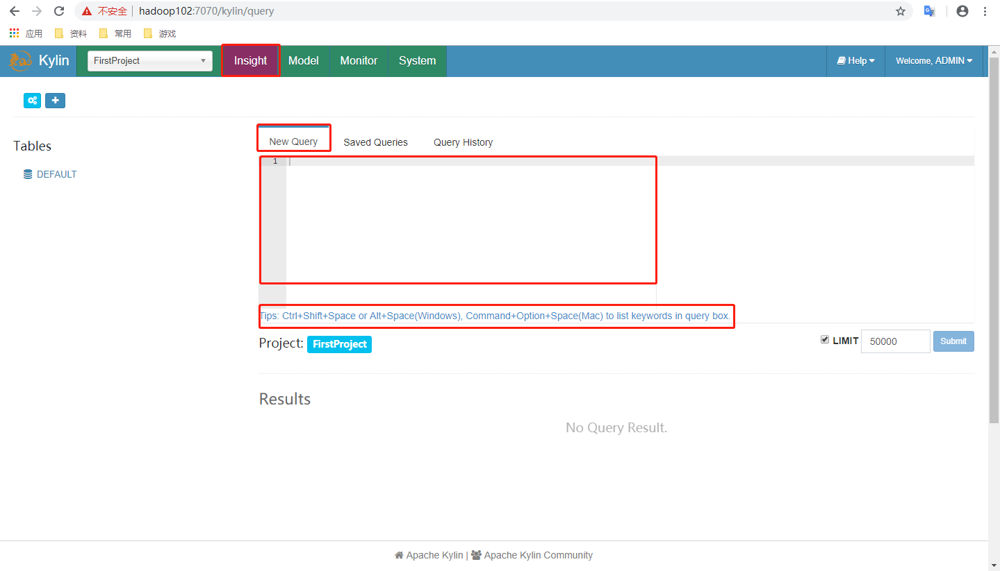 不安全 hadoop102:7070/kylin/query
应用 资料 常用 游戏
Kylin FirstProject Insight Model Monitor System Help Welcome, ADMIN
Tables
DEFAULT
New Query Saved Queries Query History
1
Tips: Ctrl+Shift+Space or Alt+Space(Windows), Command+Option+Space(Mac) to list keywords in query box.
Project: FirstProject LIMIT 50000 Submit
Results
No Query Result.
Apache Kylin | Apache Kylin Community